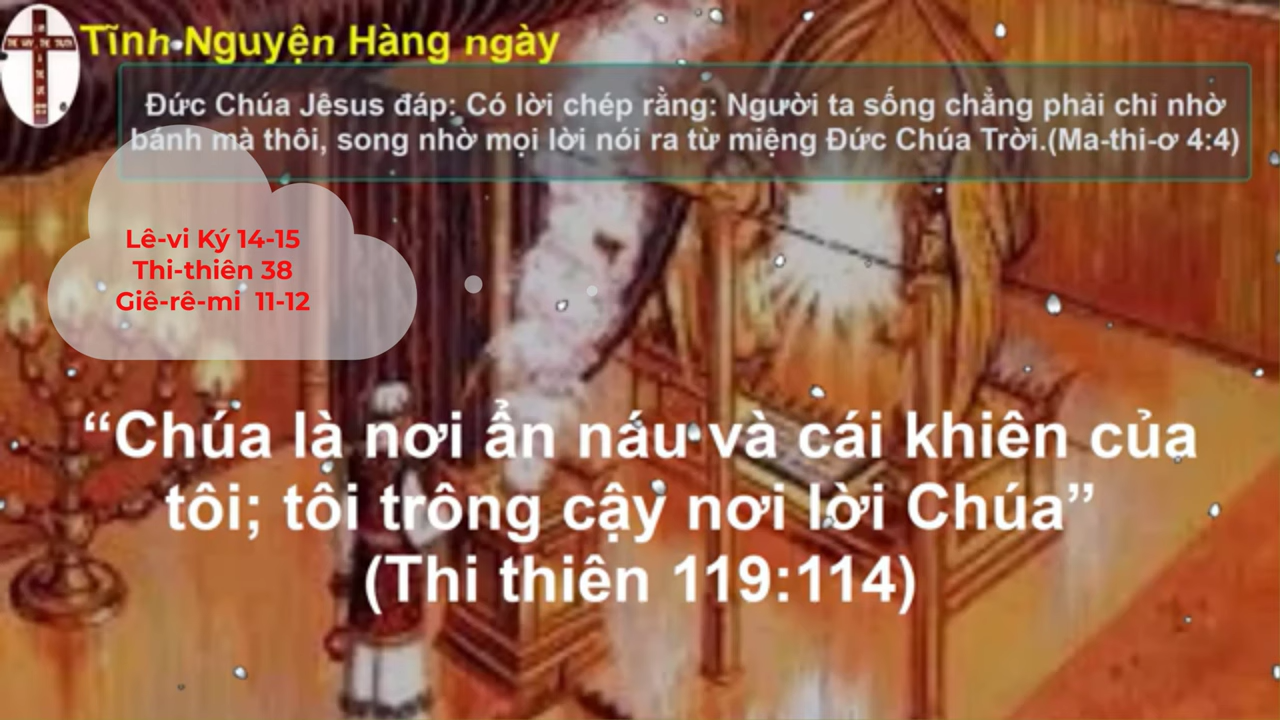 Tĩnh Nguyện Hàng ngày
Đức Chúa Jêsus đáp: Có lời chép rằng: Người ta sống chẳng phải chỉ nhờ
bánh mà thôi, song nhờ mọi lời nói ra từ miệng Đức Chúa Trời.(Ma-thi-ơ 4:4)
Lê-vi Ký 14-15
Thi-thiên 38
Giê-rê-mi 11-12
“Chúa là nơi ẩn náu và cái khiên của
tôi; tôi trông cậy nơi lời Chúa”
(Thi thiên 119:114)